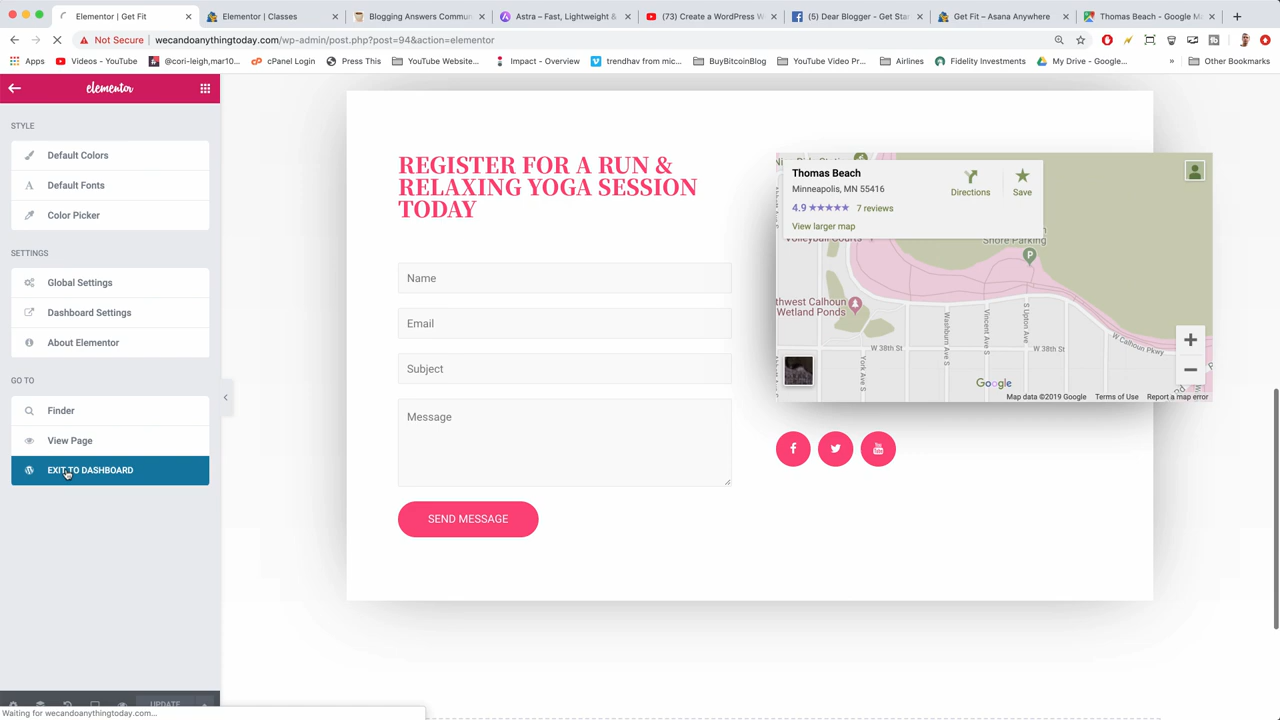 Elementor | Get Fit
Elementor | Classes
Blogging Answers Commun
Astra – Fast, Lightweight &
(73) Create a WordPress W
(5) Dear Blogger - Get Star
Get Fit – Asana Anywhere
Thomas Beach - Google M
Not Secure
wecandoanythingtoday.com/wp-admin/post.php?post=94&action=elementor
Apps
Videos - YouTube
@cori-leigh,mar10...
cPanel Login
Press This
YouTube Website...
Impact - Overview
trendhav from mic...
BuyBitcoinBlog
YouTube Video Pr...
Airlines
Fidelity Investments
My Drive - Google...
»
Other Bookmarks
elementor
STYLE
Default Colors
Default Fonts
Color Picker
SETTINGS
Global Settings
Dashboard Settings
About Elementor
GO TO
Finder
View Page
EXIT TO DASHBOARD
UPDATE
Waiting for wecandoanythingtoday.com...
REGISTER FOR A RUN &
RELAXING YOGA SESSION
TODAY
Name
Email
Subject
Message
SEND MESSAGE
Thomas Beach
Minneapolis, MN 55416
4.9 ★★★★★ 7 reviews
View larger map
Directions
Save
Shore Parking
P
thwest Calhoun
Wetland Ponds
York Ave S
Washburn Ave S
Vincent Ave S
S Upton Ave
W 38th St
W 38th St
W Calhoun Pkwy
Google
Map data ©2019 Google
Terms of Use
Report a map error